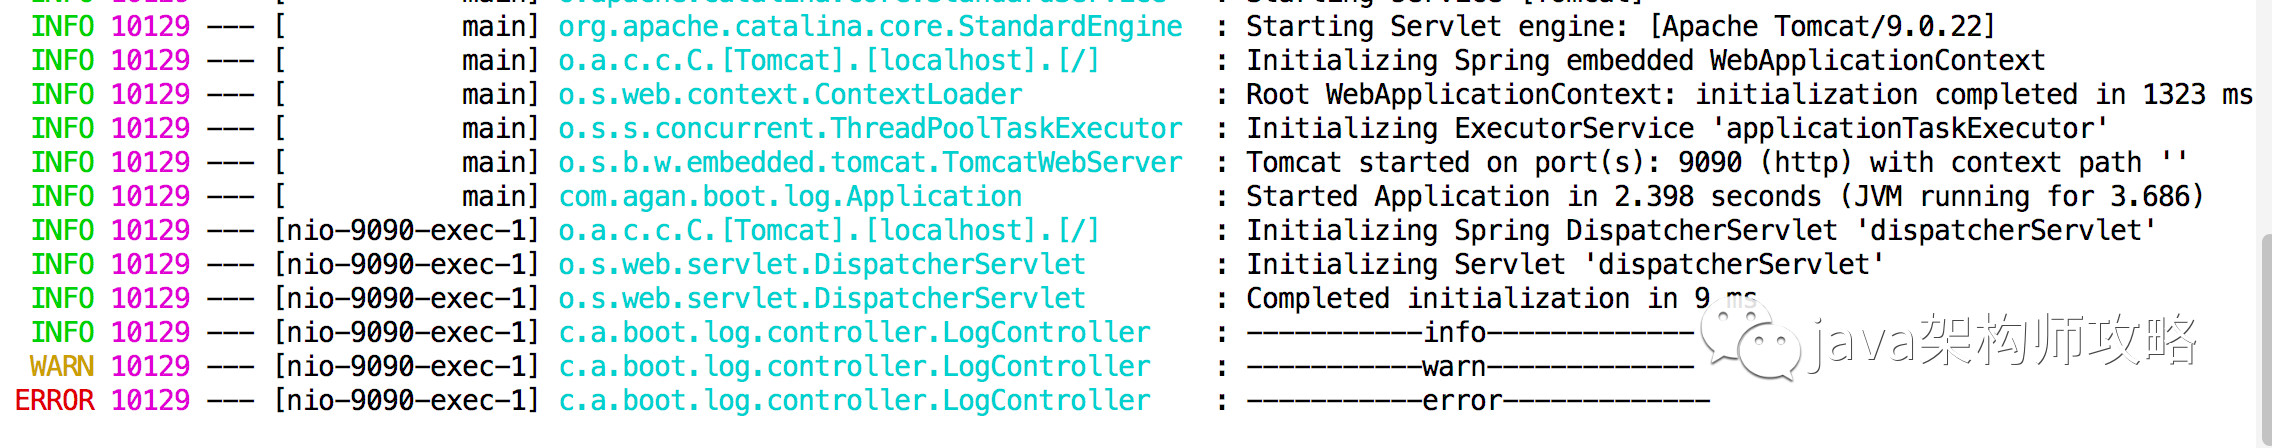 INFO 10129 --- [           main] org.apache.catalina.core.StandardEngine  : Starting Servlet engine: [Apache Tomcat/9.0.22]
INFO 10129 --- [           main] o.a.c.c.C.[Tomcat].[localhost].[/]       : Initializing Spring embedded WebApplicationContext
INFO 10129 --- [           main] o.s.web.context.ContextLoader            : Root WebApplicationContext: initialization completed in 1323 ms
INFO 10129 --- [           main] o.s.s.concurrent.ThreadPoolTaskExecutor  : Initializing ExecutorService 'applicationTaskExecutor'
INFO 10129 --- [           main] o.s.b.w.embedded.tomcat.TomcatWebServer  : Tomcat started on port(s): 9090 (http) with context path ''
INFO 10129 --- [           main] com.agan.boot.log.Application            : Started Application in 2.398 seconds (JVM running for 3.686)
INFO 10129 --- [nio-9090-exec-1] o.a.c.c.C.[Tomcat].[localhost].[/]       : Initializing Spring DispatcherServlet 'dispatcherServlet'
INFO 10129 --- [nio-9090-exec-1] o.s.web.servlet.DispatcherServlet        : Initializing Servlet 'dispatcherServlet'
INFO 10129 --- [nio-9090-exec-1] o.s.web.servlet.DispatcherServlet        : Completed initialization in 9 ms
INFO 10129 --- [nio-9090-exec-1] c.a.boot.log.controller.LogController    : -----------info-------------
WARN 10129 --- [nio-9090-exec-1] c.a.boot.log.controller.LogController    : -----------warn-------------
ERROR 10129 --- [nio-9090-exec-1] c.a.boot.log.controller.LogController    : -----------error-------------
java架构师攻略